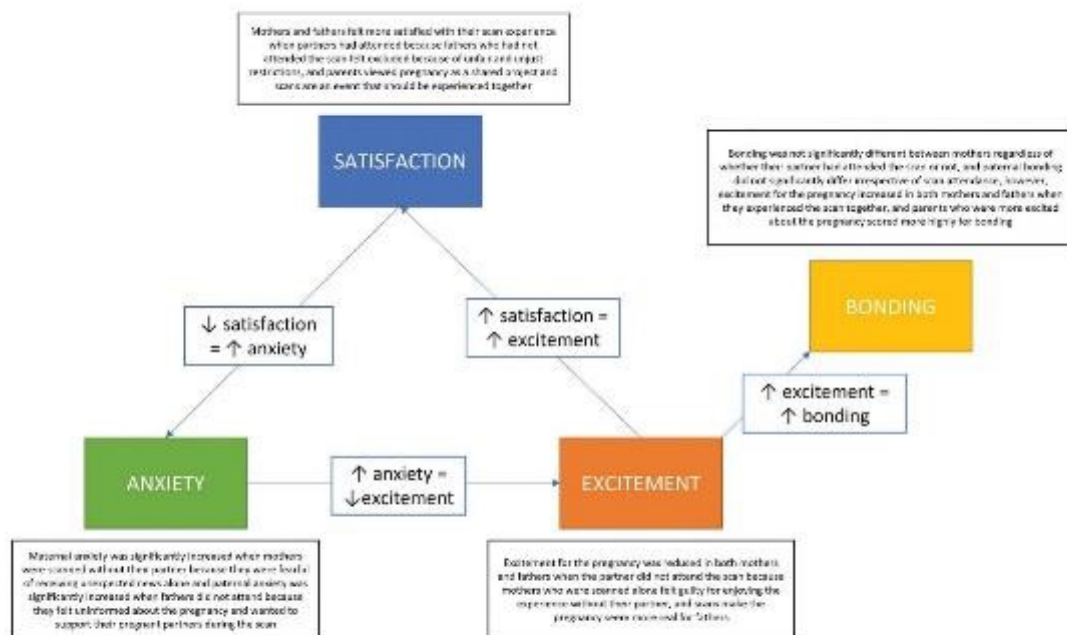 Mothers and fathers felt more satisfied with their scan experience
when partners had attended because fathers who had not
attended the scan felt excluded because of unfair and unjust
restrictions, and parents viewed pregnancy as a shared project and
scans are an event that should be experienced together
SATISFACTION
Bonding was not significantly different between mothers regardless of
whether their partner had attended the scan or not, and paternal bonding
did not significantly differ irrespective of scan attendance, however,
excitement for the pregnancy increased in both mothers and fathers when
they experienced the scan together, and parents who were more excited
about the pregnancy scored more highly for bonding
BONDING
↓ satisfaction
= ↑ anxiety
↑ satisfaction =
↑ excitement
↑ excitement =
↑ bonding
ANXIETY
↑ anxiety =
↓excitement
EXCITEMENT
Maternal anxiety was significantly increased when mothers
were scanned without their partner because they were fearful
of receiving unexpected news alone and paternal anxiety was
significantly increased when fathers did not attend because
they felt uninformed about the pregnancy and wanted to
support their pregnant partners during the scan
Excitement for the pregnancy was reduced in both mothers
and fathers when the partner did not attend the scan because
mothers who were scanned alone felt guilty for enjoying the
experience without their partner, and scans make the
pregnancy seem more real for fathers